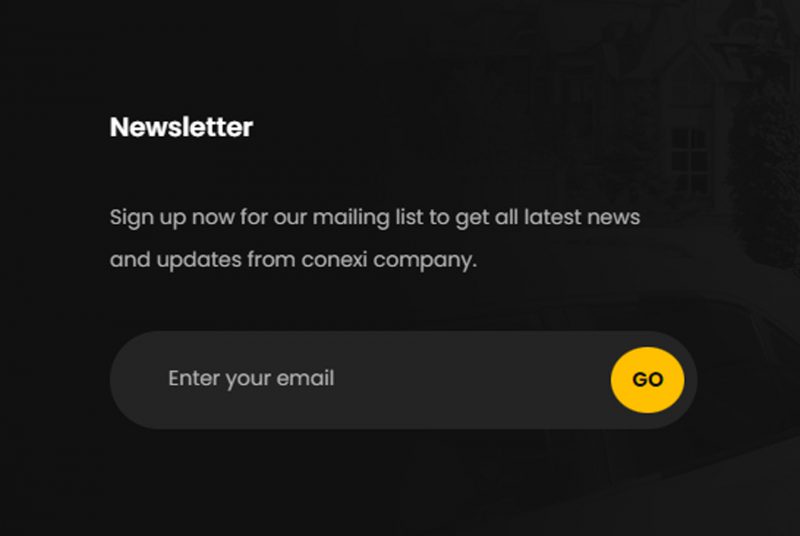 Newsletter
Sign up now for our mailing list to get all latest news
and updates from conexi company.
Enter your email
GO